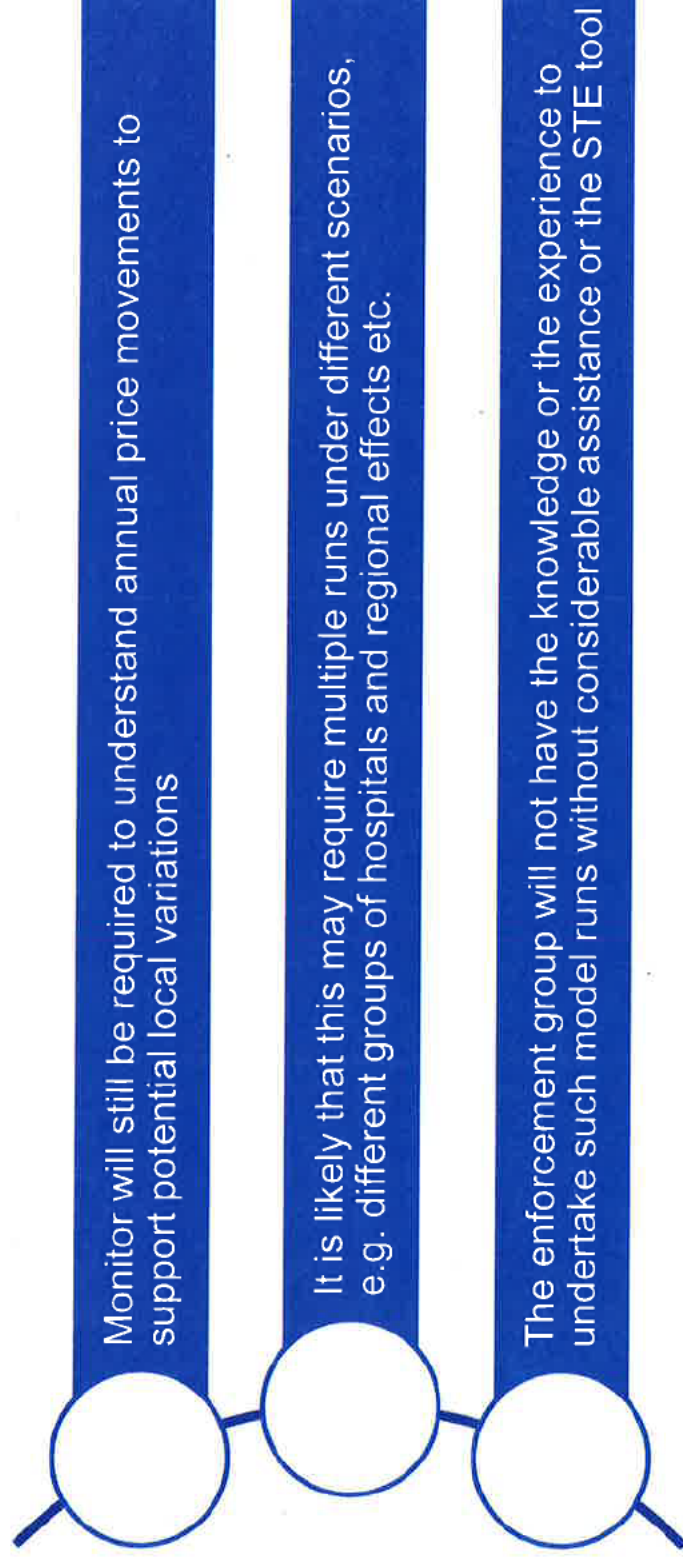 Monitor will still be required to understand annual price movements to
support potential local variations
It is likely that this may require multiple runs under different scenarios,
e.g. different groups of hospitals and regional effects etc.
The enforcement group will not have the knowledge or the experience to
undertake such model runs without considerable assistance or the STE tool